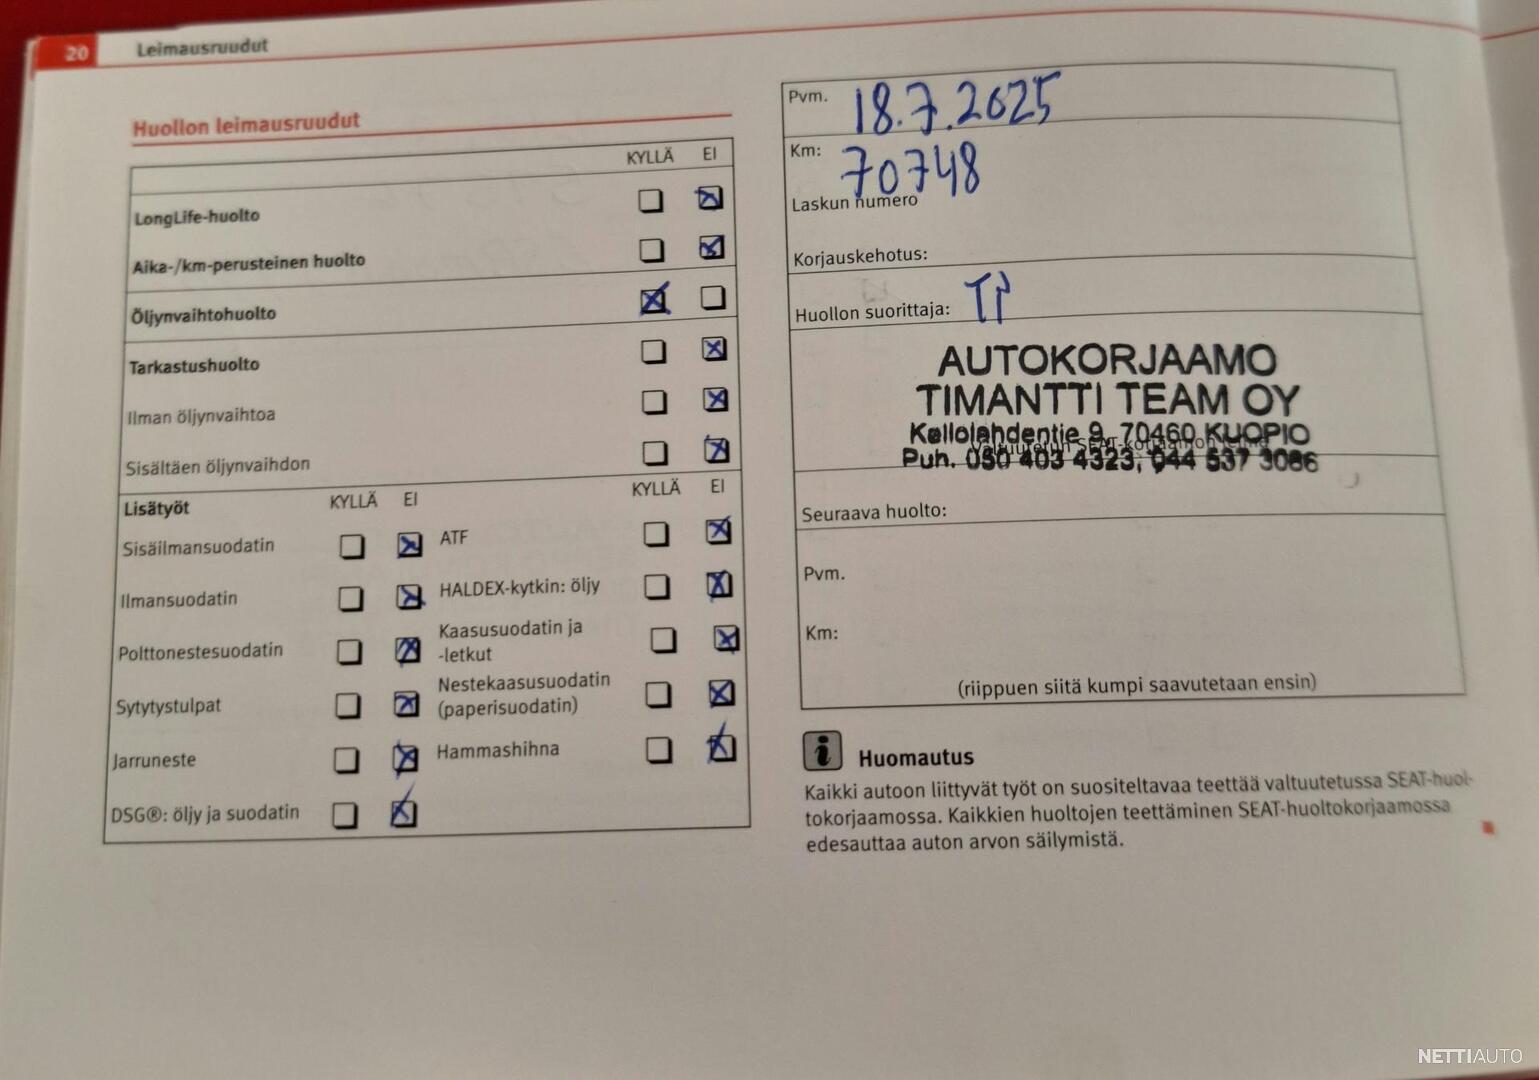 20 Leimausruudut
Huollon leimausruudut
KYLLÄ EI
LongLife-huolto
Aika-/km-perusteinen huolto
Öljynvaihtohuolto
Tarkastushuolto
Ilman öljynvaihtoa
Sisältäen öljynvaihdon
Lisätyöt KYLLÄ EI KYLLÄ EI
Sisäilmansuodatin ATF
Ilmansuodatin HALDEX-kytkin: öljy
Polttonestesuodatin Kaasusuodatin ja
-letkut
Sytytystulpat Nestekaasusuodatin
(paperisuodatin)
Jarruneste Hammashihna
DSG®: öljy ja suodatin
Pvm. 18.7.2025
Km: 70748
Laskun numero
Korjauskehotus:
Huollon suorittaja: TP
AUTOKORJAAMO
TIMANTTI TEAM OY
Kellolahdentie 9, 70460 KUOPIO
Valtuutetun SEAT-korjaamon leima
Puh. 050 403 4323, 044 537 3086
Seuraava huolto:
Pvm.
Km:
(riippuen siitä kumpi saavutetaan ensin)
i Huomautus
Kaikki autoon liittyvät työt on suositeltavaa teettää valtuutetussa SEAT-huol-
tokorjaamossa. Kaikkien huoltojen teettäminen SEAT-huoltokorjaamossa
edesauttaa auton arvon säilymistä.
NETTIAUTO